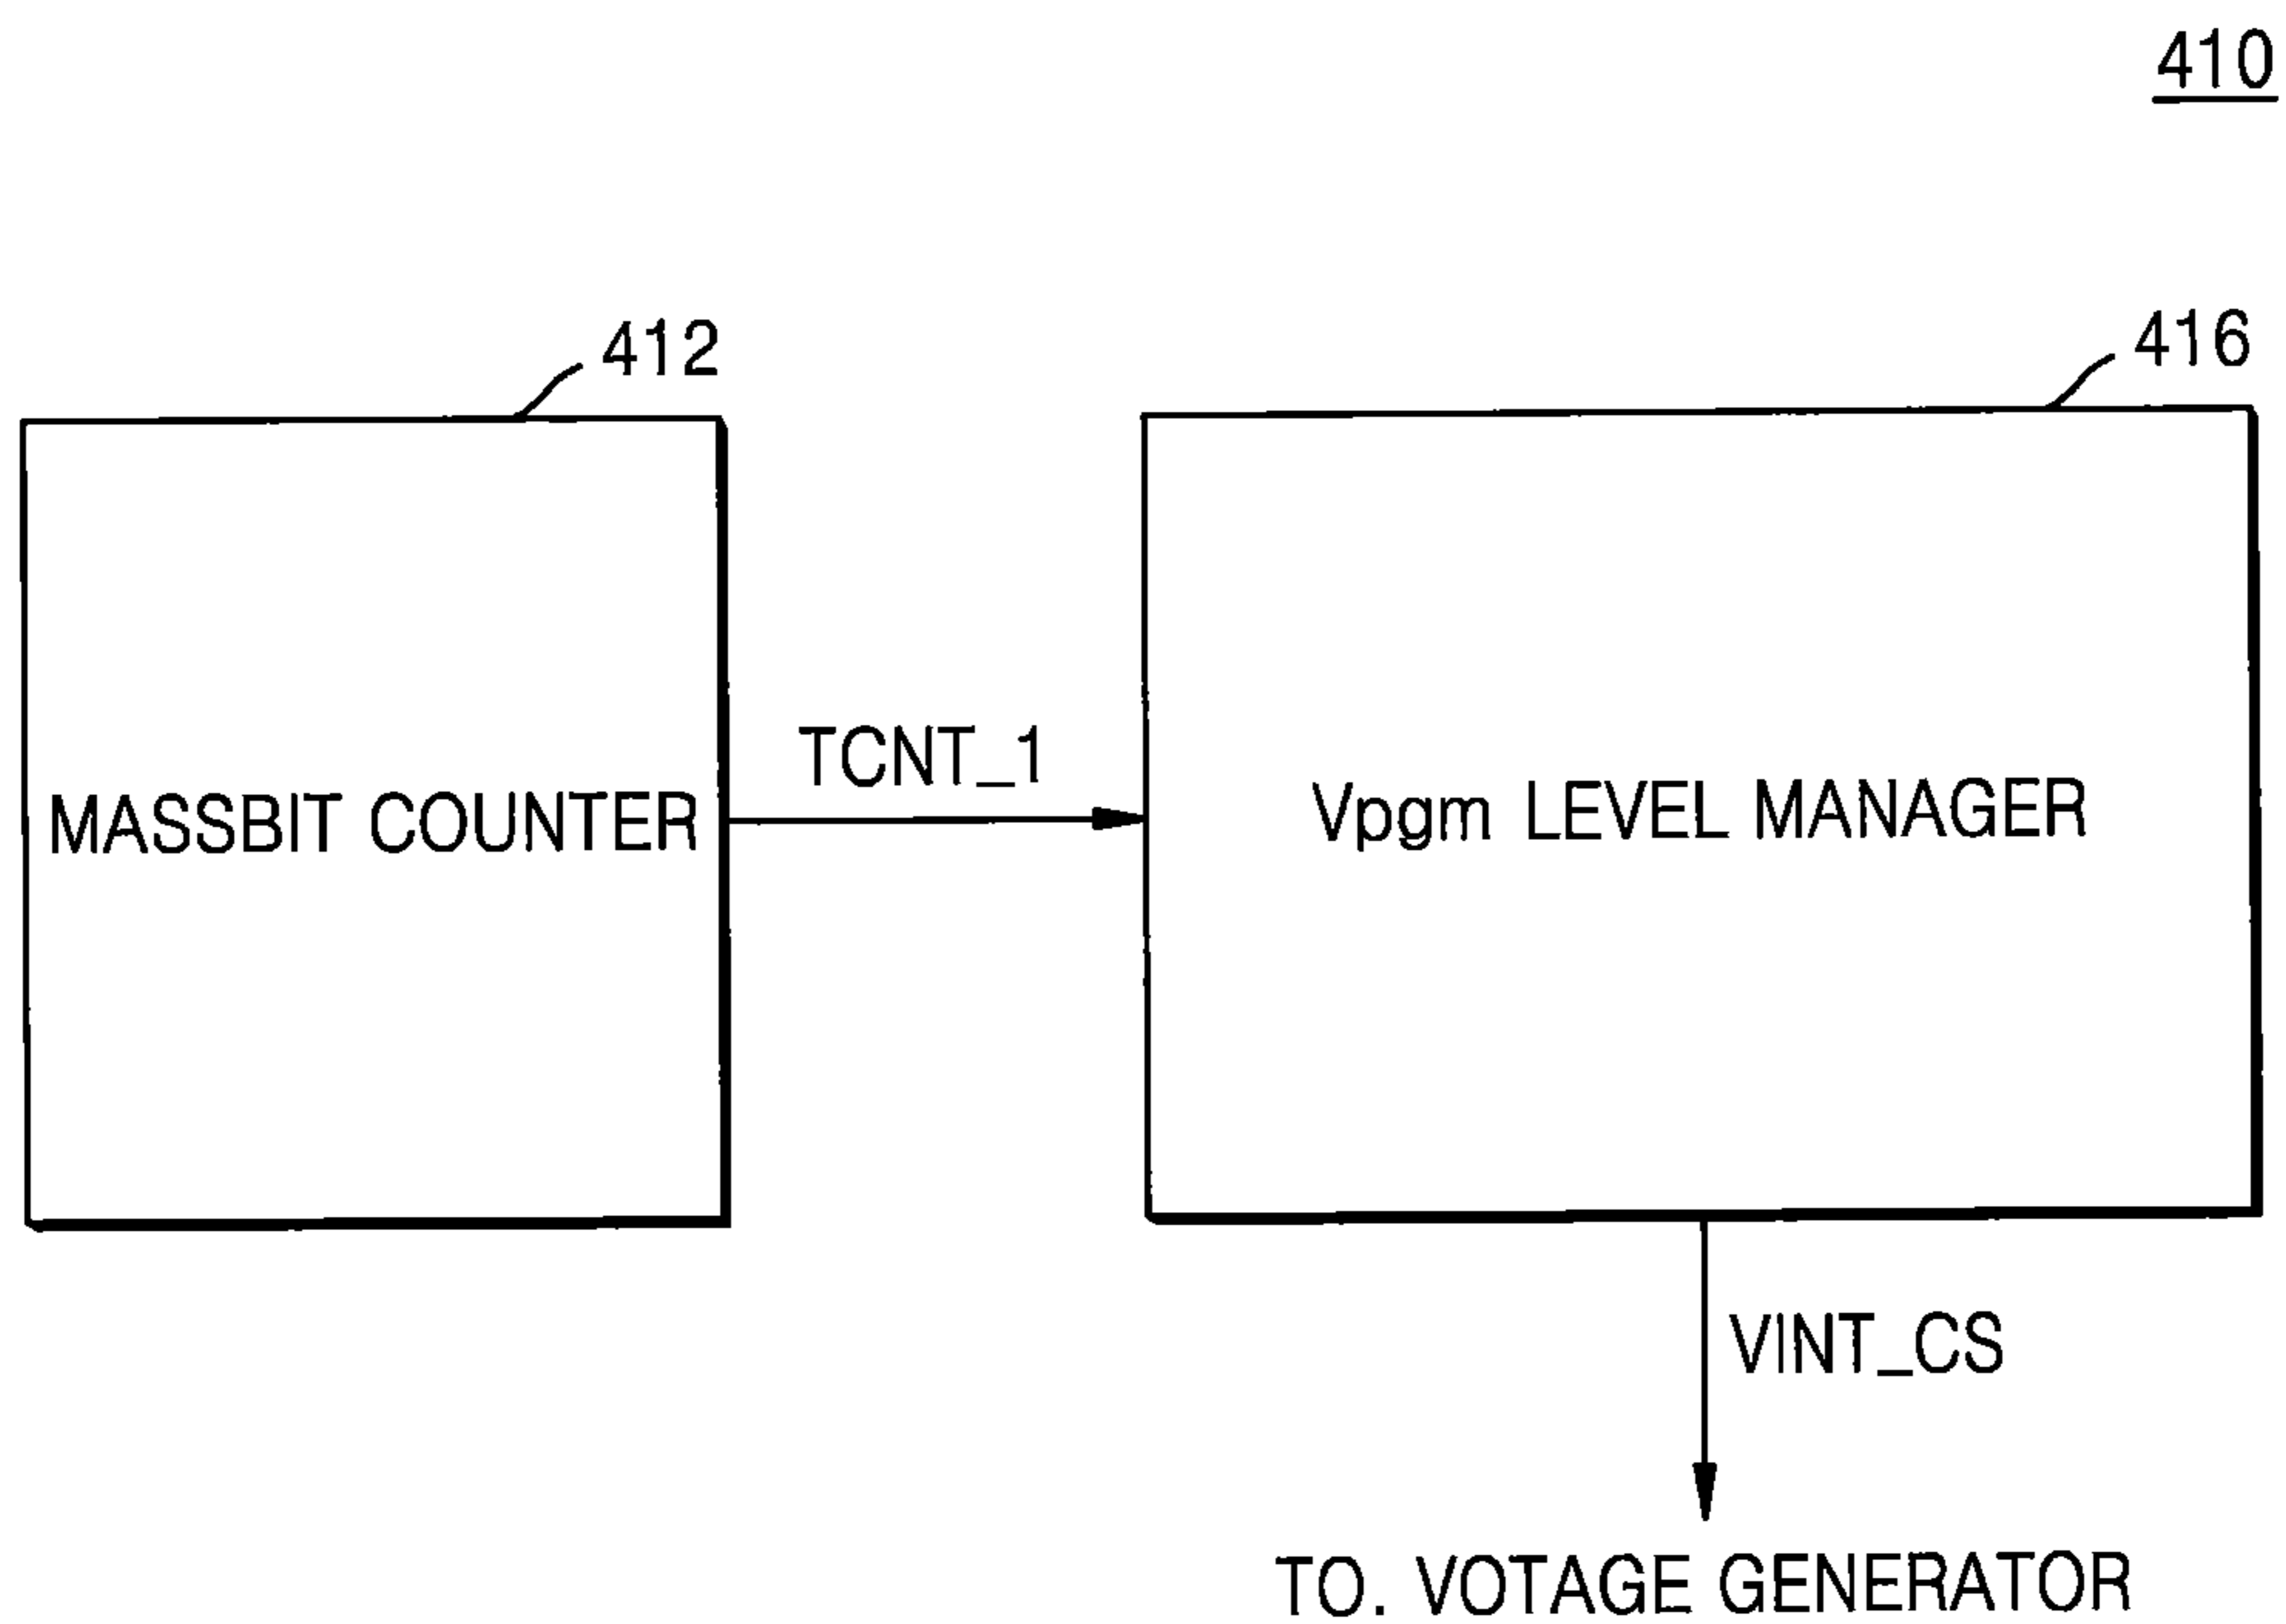 410
412
416
MASSBIT COUNTER
TCNT_1
Vpgm LEVEL MANAGER
VINT_CS
TO. VOTAGE GENERATOR